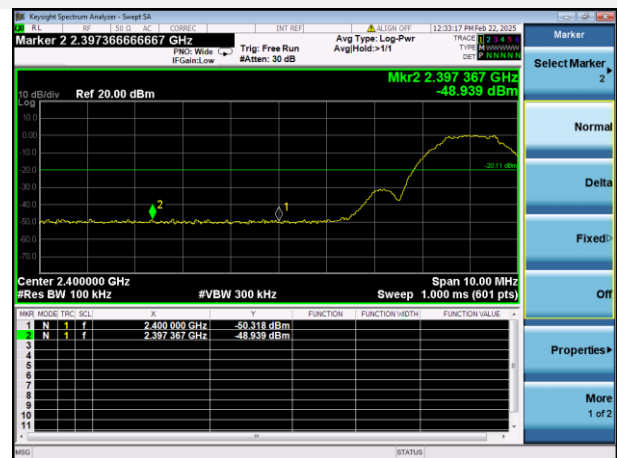 Keysight Spectrum Analyzer - Swept SA
RL RF 50 Ω AC CORREC INT REF ALIGN OFF 12:33:17 PM Feb 22, 2025
Marker 2 2.397366666667 GHz
PNO: Wide
IFGain:Low
Trig: Free Run
#Atten: 30 dB
Avg Type: Log-Pwr
Avg|Hold:>1/1
TRACE 1 2 3 4 5 6
TYPE M WWWWW
DET P NNNNN
Mkr2 2.397 367 GHz
-48.939 dBm
10 dB/div Ref 20.00 dBm
Log
10.0
0.00
-10.0
-20.0
-20.11 dBm
-30.0
-40.0
2
1
-50.0
-60.0
-70.0
Center 2.400000 GHz Span 10.00 MHz
#Res BW 100 kHz #VBW 300 kHz Sweep 1.000 ms (601 pts)
MKR MODE TRC SCL X Y FUNCTION FUNCTION WIDTH FUNCTION VALUE
1 N 1 f 2.400 000 GHz -50.318 dBm
2 N 1 f 2.397 367 GHz -48.939 dBm
3
4
5
6
7
8
9
10
11
MSG STATUS
Marker
Select Marker
2
Normal
Delta
Fixed
Off
Properties
More
1 of 2